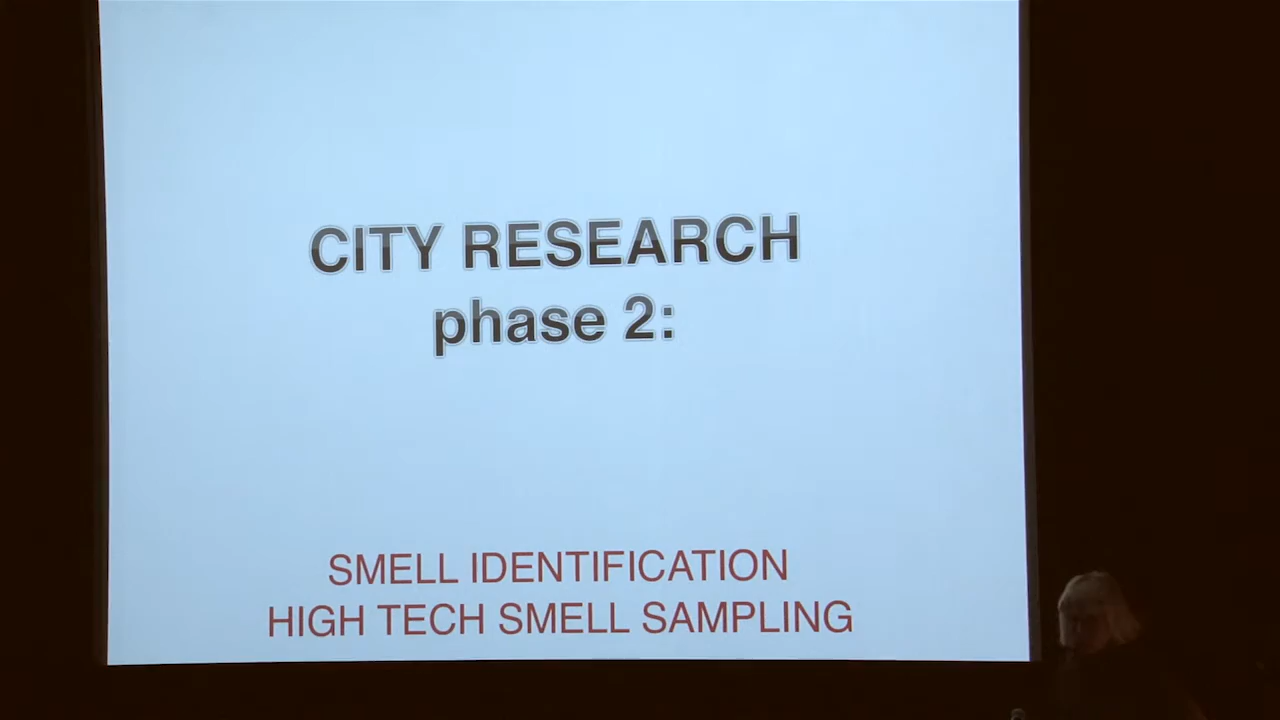 CITY RESEARCH
phase 2:
SMELL IDENTIFICATION
HIGH TECH SMELL SAMPLING